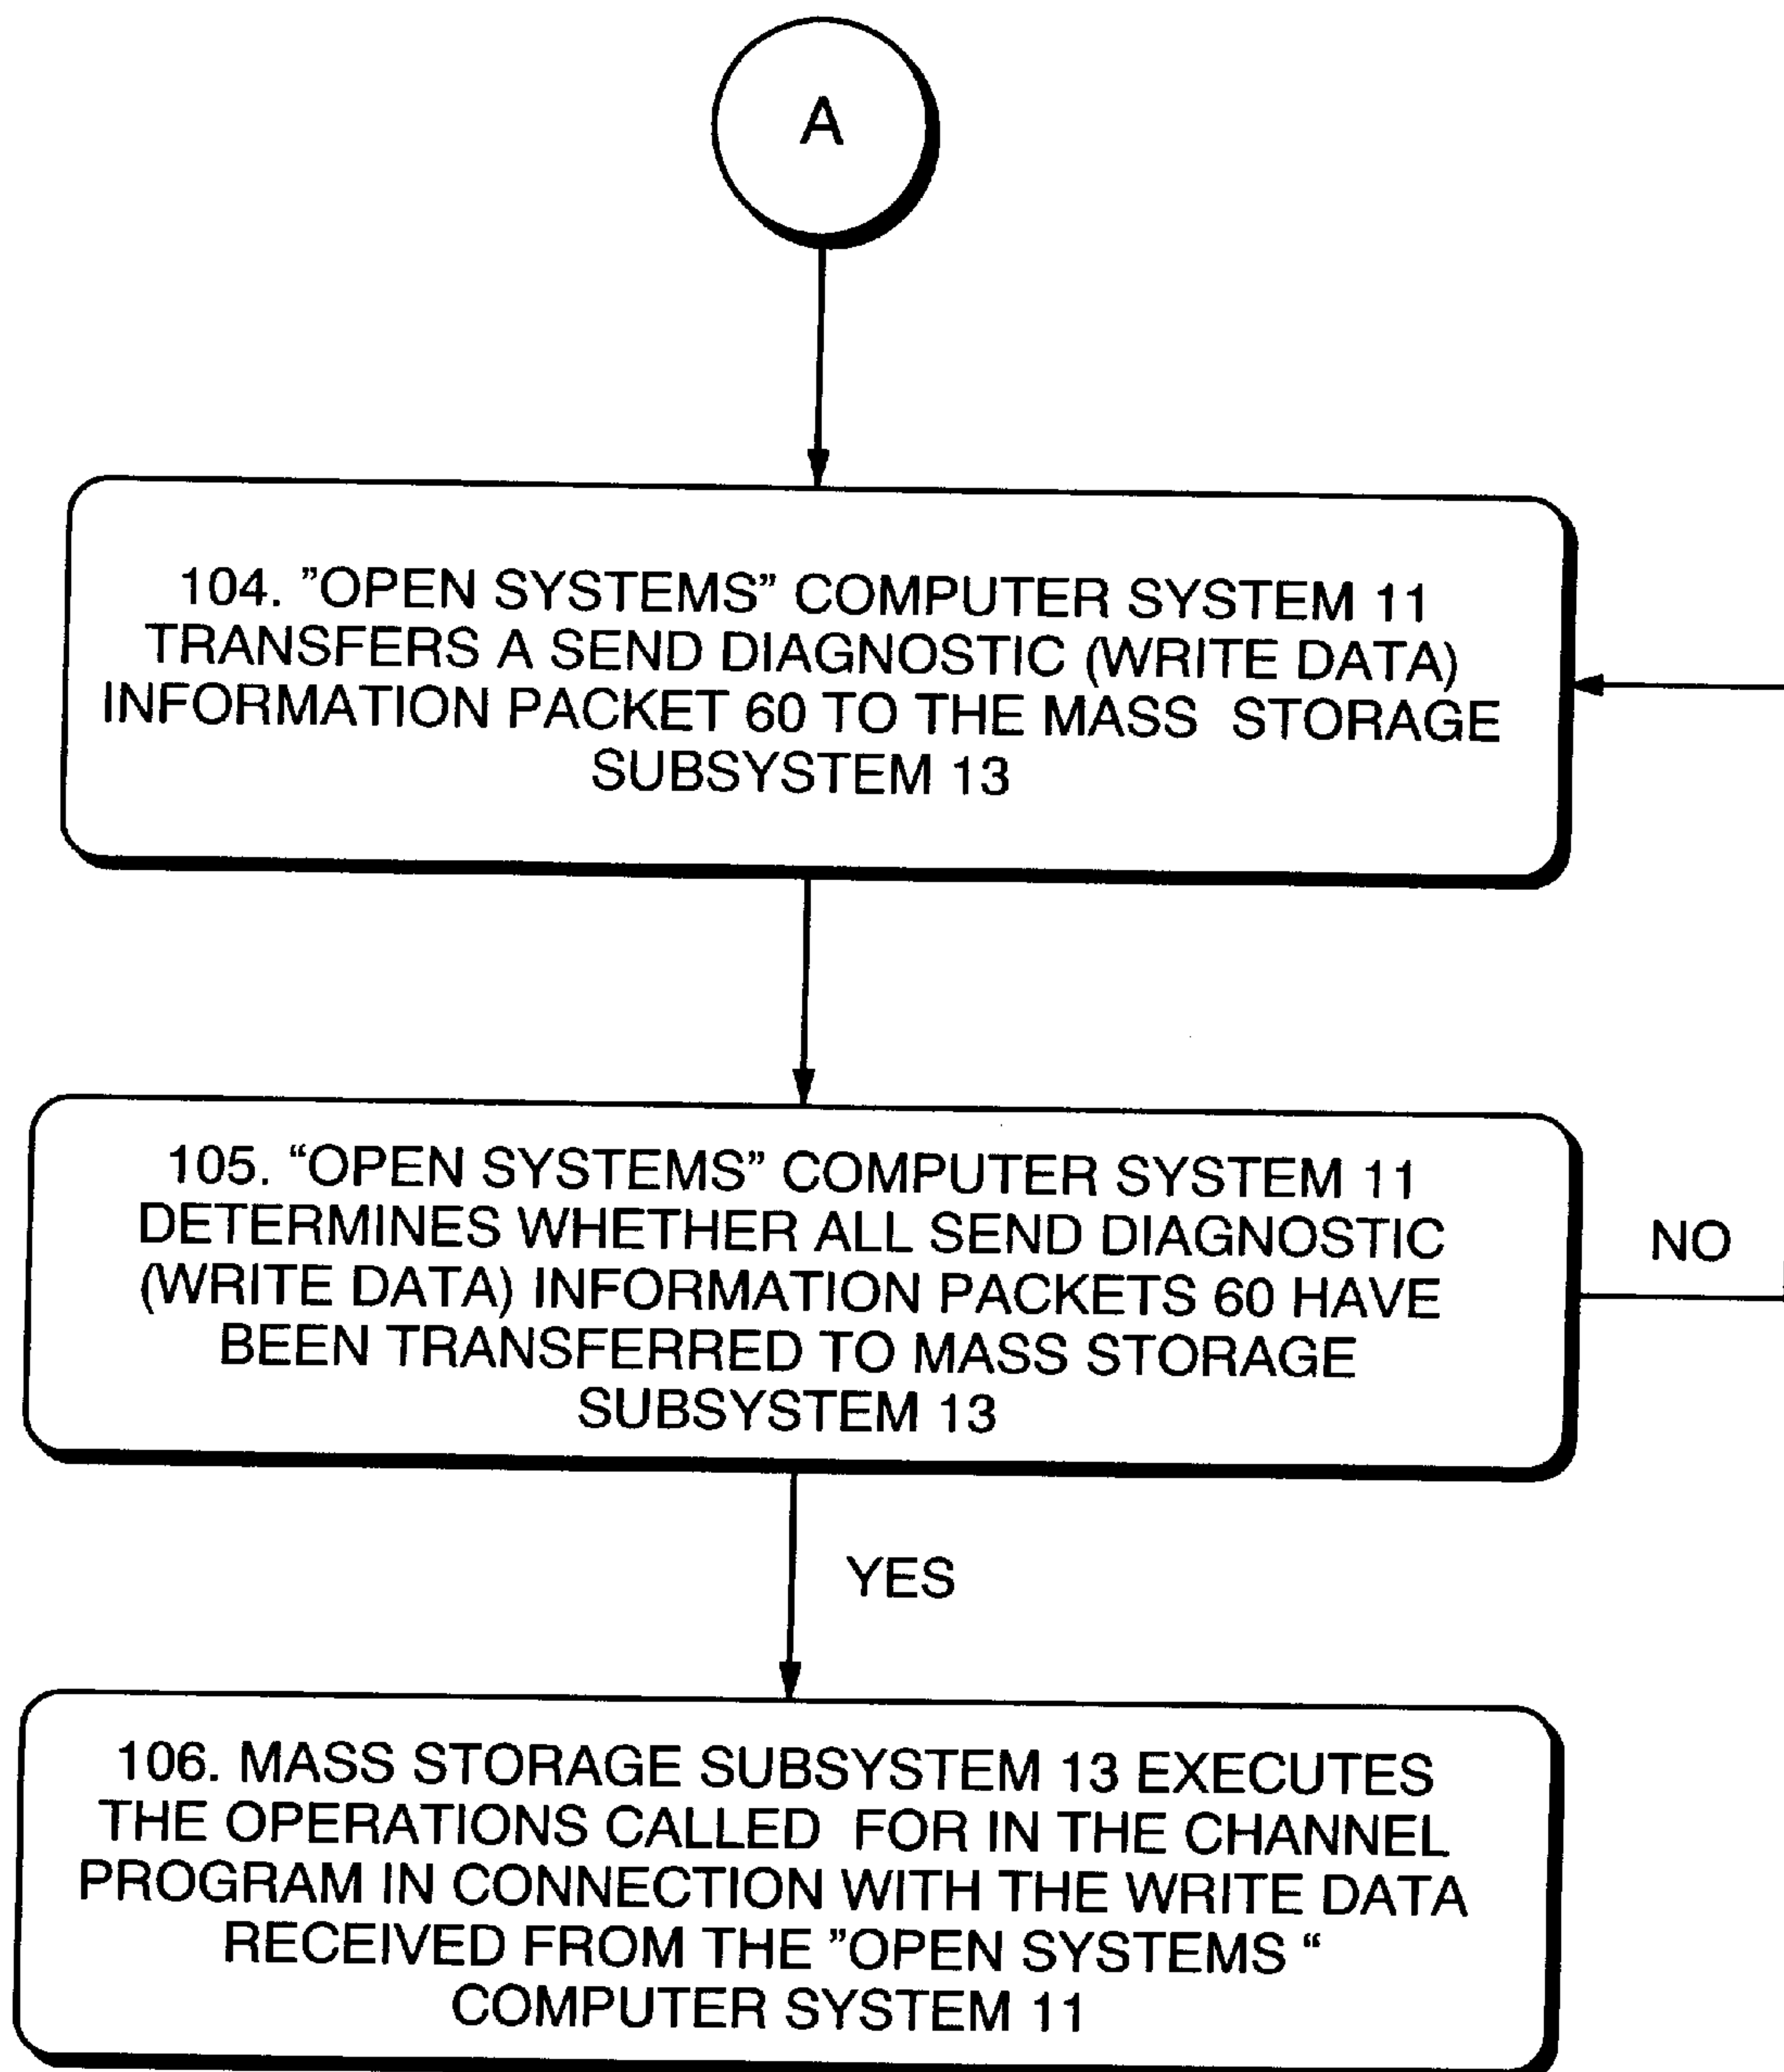 A
104. ”OPEN SYSTEMS” COMPUTER SYSTEM 11
TRANSFERS A SEND DIAGNOSTIC (WRITE DATA)
INFORMATION PACKET 60 TO THE MASS STORAGE
SUBSYSTEM 13
105. “OPEN SYSTEMS” COMPUTER SYSTEM 11
DETERMINES WHETHER ALL SEND DIAGNOSTIC
(WRITE DATA) INFORMATION PACKETS 60 HAVE
BEEN TRANSFERRED TO MASS STORAGE
SUBSYSTEM 13
NO
YES
106. MASS STORAGE SUBSYSTEM 13 EXECUTES
THE OPERATIONS CALLED FOR IN THE CHANNEL
PROGRAM IN CONNECTION WITH THE WRITE DATA
RECEIVED FROM THE ”OPEN SYSTEMS “
COMPUTER SYSTEM 11